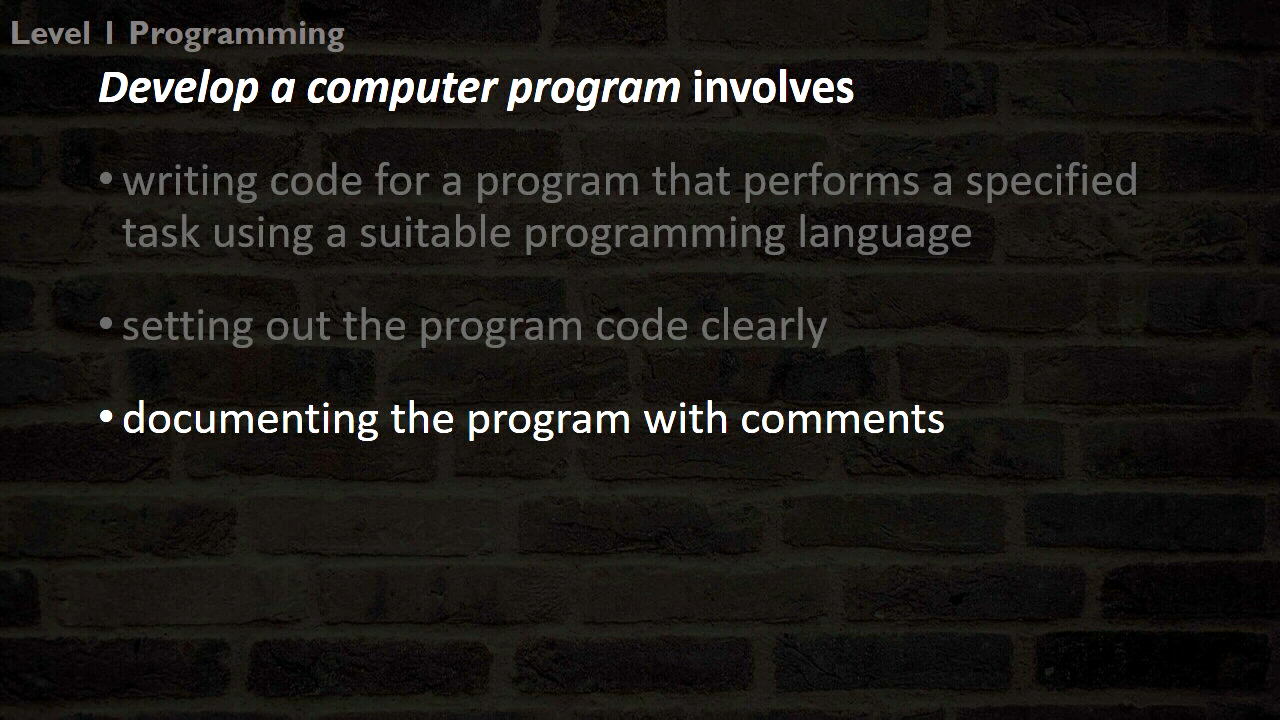 Level 1 Programming
Develop a computer program involves
• writing code for a program that performs a specified
task using a suitable programming language
• setting out the program code clearly
• documenting the program with comments